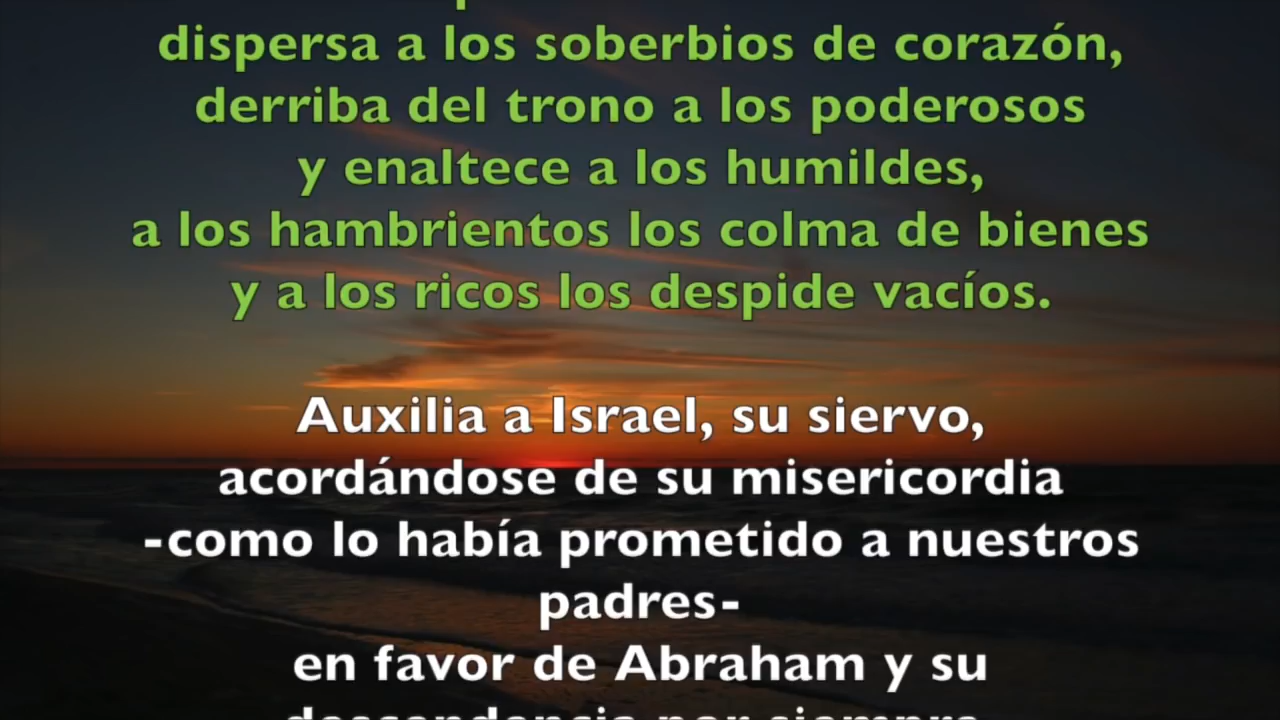 dispersa a los soberbios de corazón,
derriba del trono a los poderosos
y enaltece a los humildes,
a los hambrientos los colma de bienes
y a los ricos los despide vacíos.
Auxilia a Israel, su siervo,
acordándose de su misericordia
-como lo había prometido a nuestros
padres-
en favor de Abraham y su
descendencia por siempre